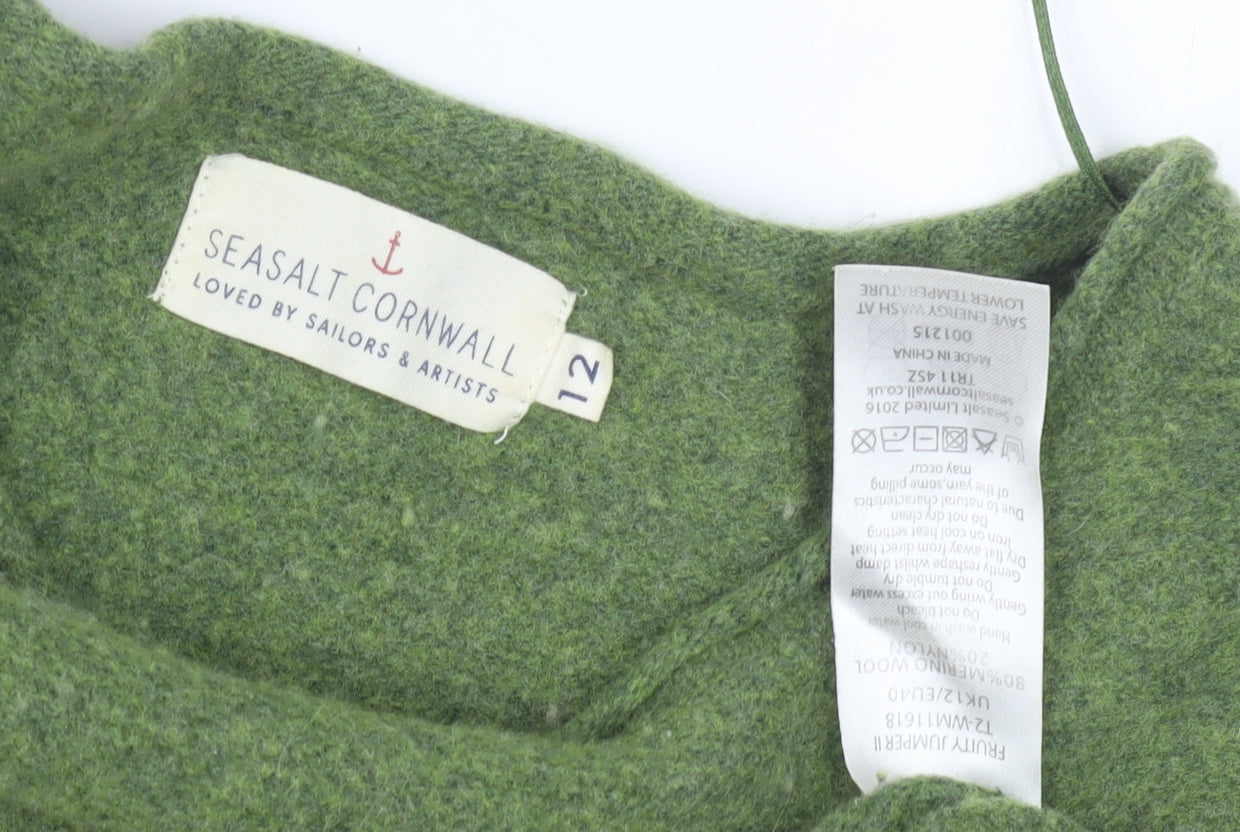 SEASALT CORNWALL
LOVED BY SAILORS & ARTISTS
12
FRUITY JUMPER II
T2-WM11618
UK12/EU40
80%MERINO WOOL
20%NYLON
Hand wash in cool water
Do not bleach
Gently wring out excess water
Do not tumble dry
Gently reshape whilst damp
Dry flat away from direct heat
Iron on cool heat setting
Do not dry clean
Due to natural characteristics
of the yarn,some pilling
may occur
© Seasalt Limited 2016
seasaltcornwall.co.uk
TR11 4SZ
MADE IN CHINA
001215
SAVE ENERGY WASH AT
LOWER TEMPERATURE